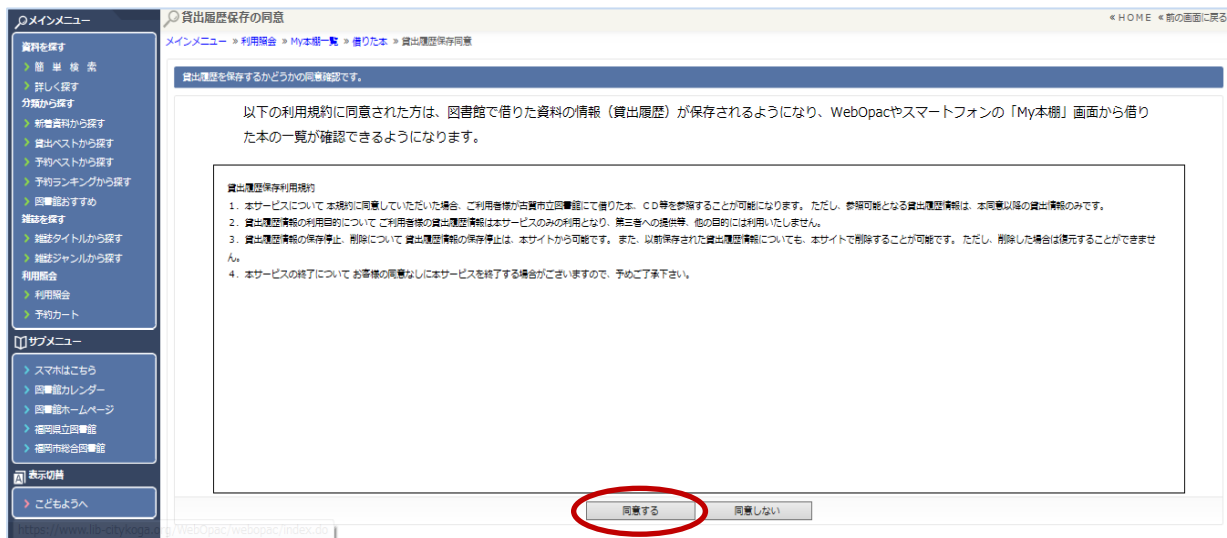 メインメニュー
資料を探す
簡 単 検 索
詳しく探す
分類から探す
新着資料から探す
貸出ベストから探す
予約ベストから探す
予約ランキングから探す
図書館おすすめ
雑誌を探す
雑誌タイトルから探す
雑誌ジャンルから探す
利用照会
利用照会
予約カート
サブメニュー
スマホはこちら
図書館カレンダー
図書館ホームページ
福岡県立図書館
福岡市総合図書館
A 表示切替
こどもようへ
https://www.lib-citykoga.org/WebOpac/webopac/index.do
貸出履歴保存の同意
«HOME «前の画面に戻る
メインメニュー » 利用照会 » My本棚一覧 » 借りた本 » 貸出履歴保存同意
貸出履歴を保存するかどうかの同意確認です。
以下の利用規約に同意された方は、図書館で借りた資料の情報（貸出履歴）が保存されるようになり、WebOpacやスマートフォンの「My本棚」画面から借り
た本の一覧が確認できるようになります。
貸出履歴保存利用規約
1．本サービスについて 本規約に同意していただいた場合、ご利用者様が古賀市立図書館にて借りた本、ＣＤ等を参照することが可能になります。 ただし、参照可能となる貸出履歴情報は、本同意以降の貸出情報のみです。
2．貸出履歴情報の利用目的について ご利用者様の貸出履歴情報は本サービスのみの利用となり、第三者への提供等、他の目的には利用いたしません。
3．貸出履歴情報の保存停止、削除について 貸出履歴情報の保存停止は、本サイトから可能です。 また、以前保存された貸出履歴情報についても、本サイトで削除することが可能です。 ただし、削除した場合は復元することができませ
ん。
4．本サービスの終了について お客様の同意なしに本サービスを終了する場合がございますので、予めご了承下さい。
同意する
同意しない